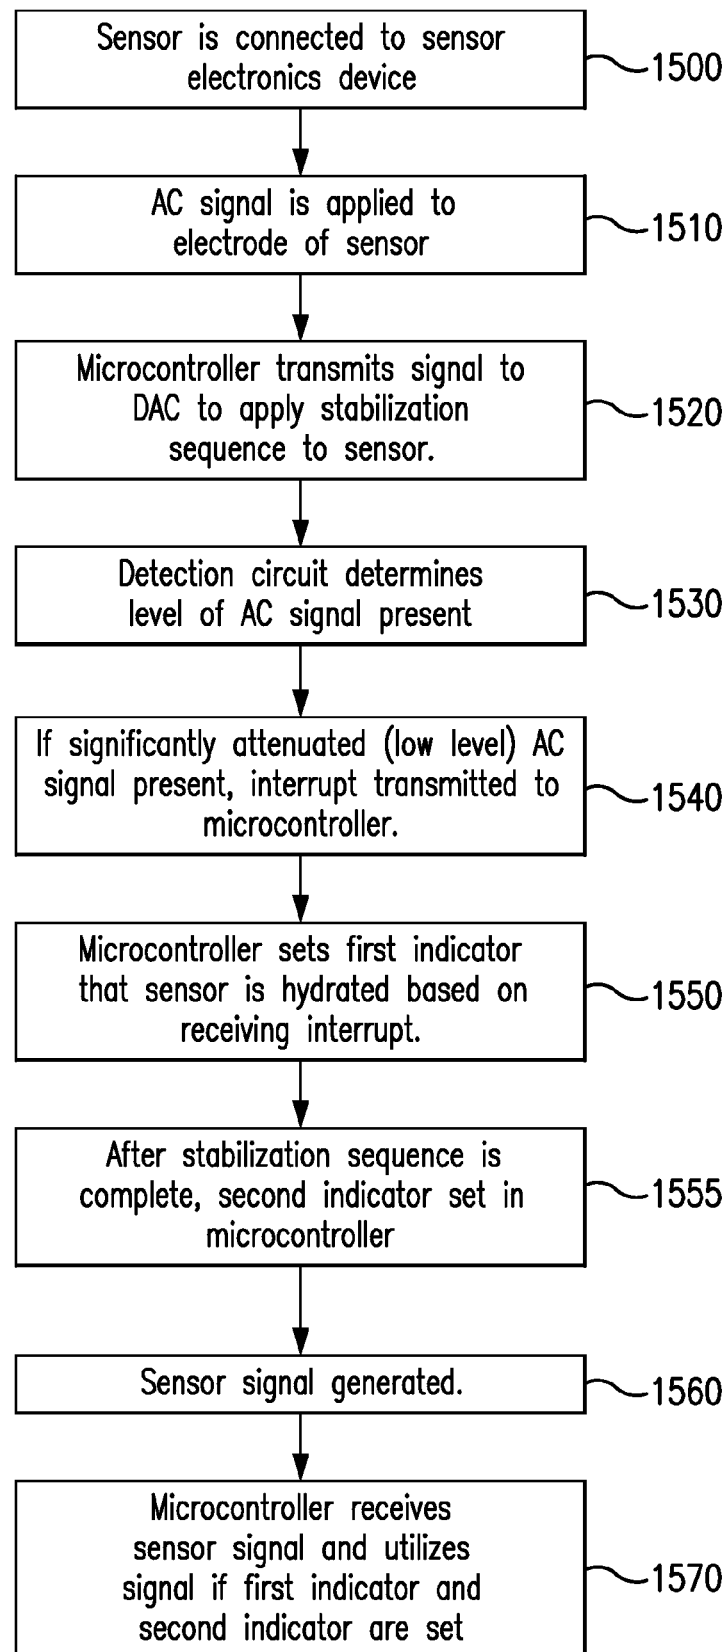 Sensor is connected to sensor
electronics device
1500
AC signal is applied to
electrode of sensor
1510
Microcontroller transmits signal to
DAC to apply stabilization
sequence to sensor.
1520
Detection circuit determines
level of AC signal present
1530
If significantly attenuated (low level) AC
signal present, interrupt transmitted to
microcontroller.
1540
Microcontroller sets first indicator
that sensor is hydrated based on
receiving interrupt.
1550
After stabilization sequence is
complete, second indicator set in
microcontroller
1555
Sensor signal generated.
1560
Microcontroller receives
sensor signal and utilizes
signal if first indicator and
second indicator are set
1570